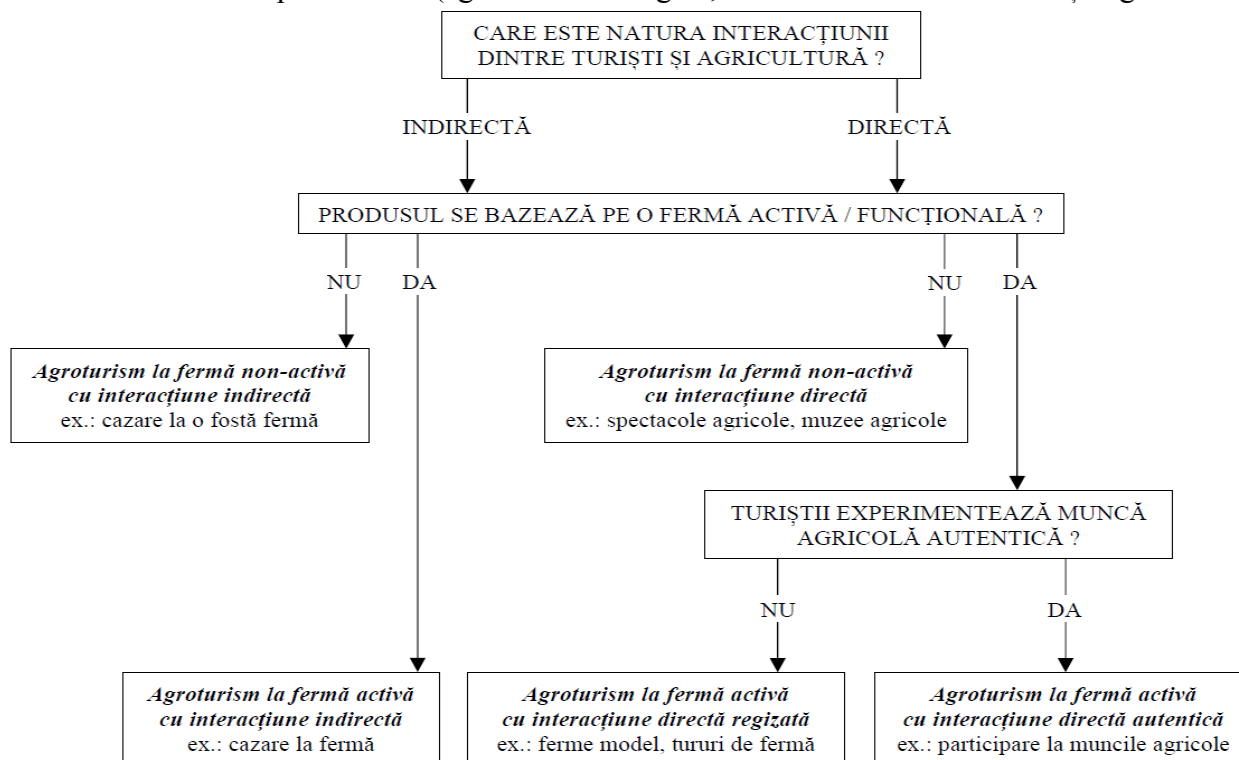 CARE ESTE NATURA INTERACȚIUNII
DINTRE TURIȘTI ȘI AGRICULTURĂ ?
INDIRECTĂ
DIRECTĂ
PRODUSUL SE BAZEAZĂ PE O FERMĂ ACTIVĂ / FUNCȚIONALĂ ?
NU
DA
NU
DA
Agroturism la fermă non-activă
cu interacțiune indirectă
ex.: cazare la o fostă fermă
Agroturism la fermă non-activă
cu interacțiune directă
ex.: spectacole agricole, muzee agricole
TURIȘTII EXPERIMENTEAZĂ MUNCĂ
AGRICOLĂ AUTENTICĂ ?
NU
DA
Agroturism la fermă activă
cu interacțiune indirectă
ex.: cazare la fermă
Agroturism la fermă activă
cu interacțiune directă regizată
ex.: ferme model, tururi de fermă
Agroturism la fermă activă
cu interacțiune directă autentică
ex.: participare la muncile agricole